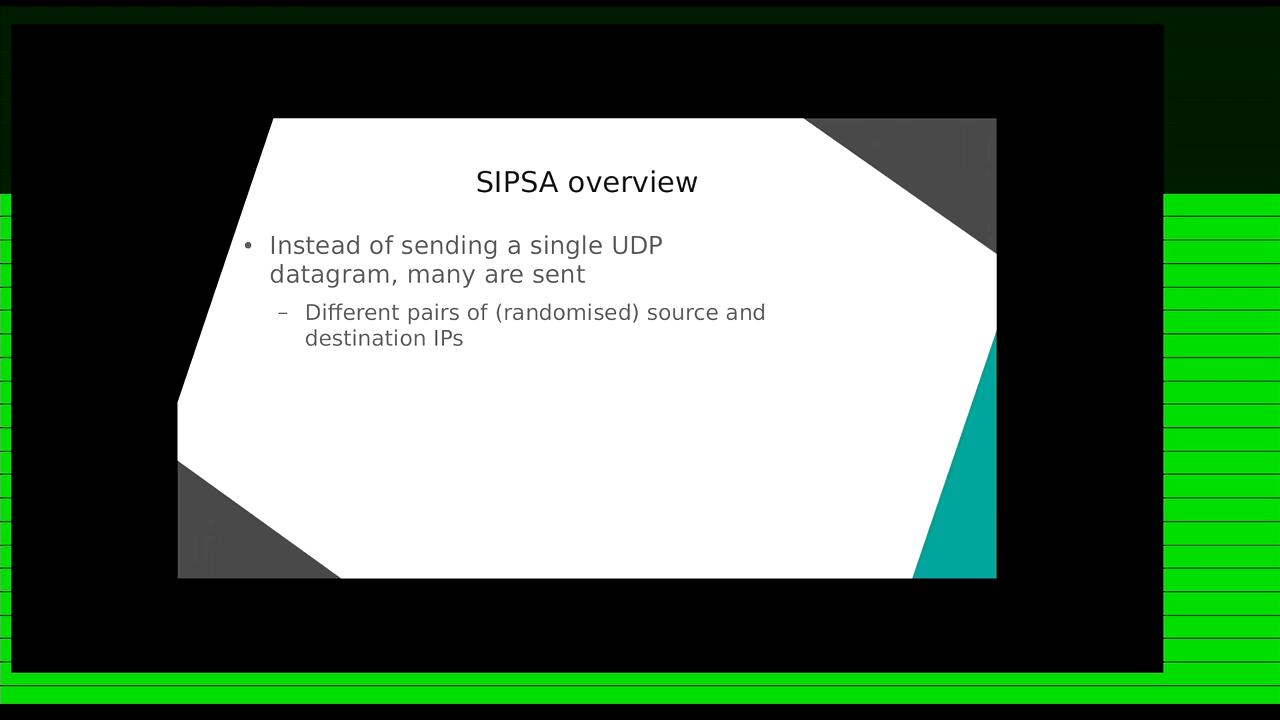 SIPSA overview
• Instead of sending a single UDP
datagram, many are sent
– Different pairs of (randomised) source and
destination IPs